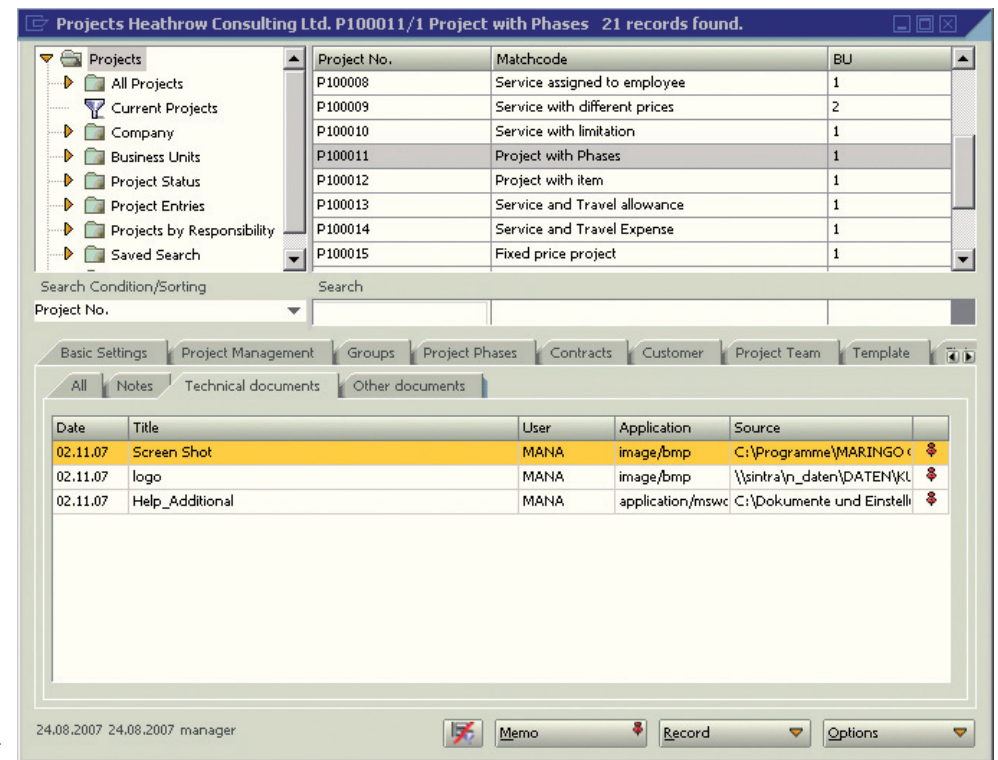 Projects Heathrow Consulting Ltd. P100011/1 Project with Phases 21 records found.
Projects
All Projects
Current Projects
Company
Business Units
Project Status
Project Entries
Projects by Responsibility
Saved Search
Project No. Matchcode BU
P100008 Service assigned to employee 1
P100009 Service with different prices 2
P100010 Service with limitation 1
P100011 Project with Phases 1
P100012 Project with item 1
P100013 Service and Travel allowance 1
P100014 Service and Travel Expense 1
P100015 Fixed price project 1
Search Condition/Sorting Search
Project No.
Basic Settings Project Management Groups Project Phases Contracts Customer Project Team Template
All Notes Technical documents Other documents
Date Title User Application Source
02.11.07 Screen Shot MANA image/bmp C:\Programme\MARINGO
02.11.07 logo MANA image/bmp \\sintra\n_daten\DATEN\KU
02.11.07 Help_Additional MANA application/mswo C:\Dokumente und Einstell
24.08.2007 24.08.2007 manager Memo Record Options